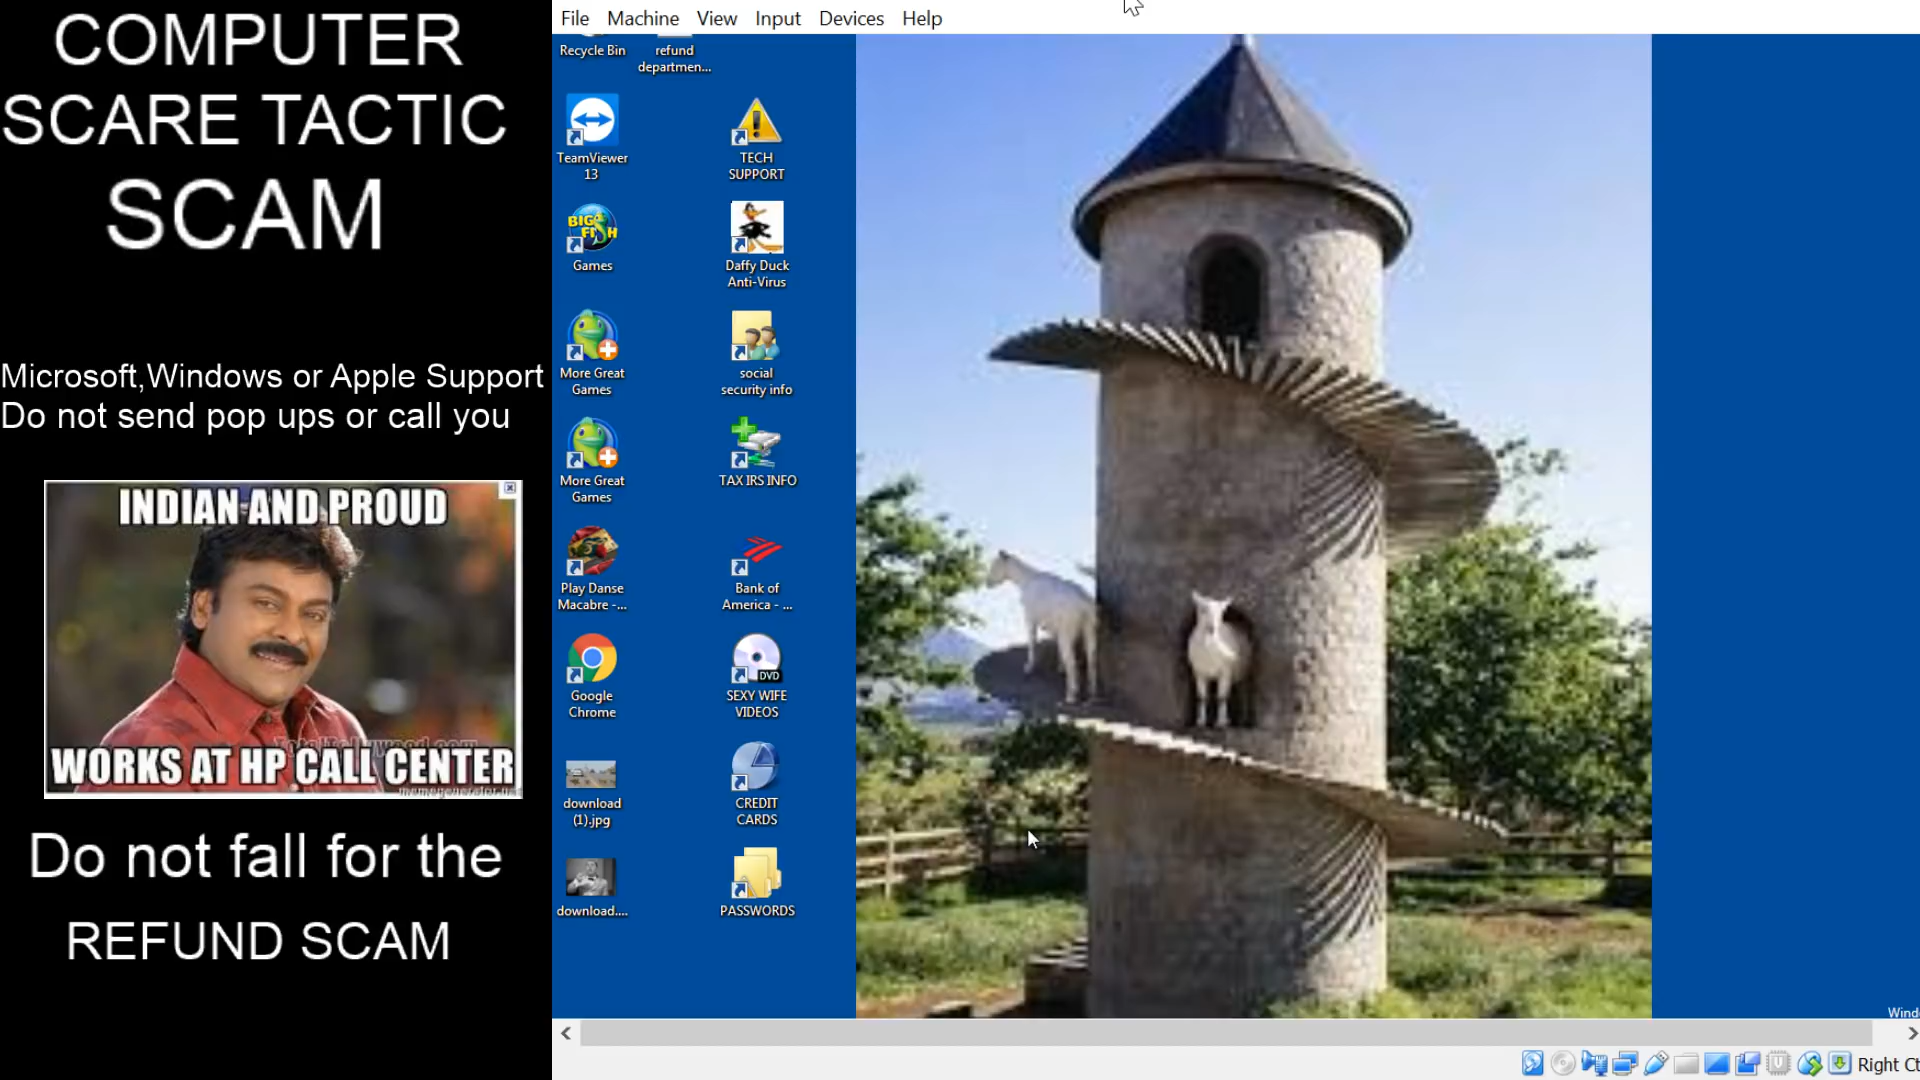 COMPUTER
SCARE TACTIC
SCAM
Microsoft,Windows or Apple Support
Do not send pop ups or call you
INDIAN AND PROUD
WORKS AT HP CALL CENTER
Do not fall for the
REFUND SCAM
File Machine View Input Devices Help
Recycle Bin
refund
departmen...
TeamViewer
13
TECH
SUPPORT
BIG
FISH
Games
Daffy Duck
Anti-Virus
More Great
Games
social
security info
More Great
Games
TAX IRS INFO
Play Danse
Macabre -...
Bank of
America - ...
Google
Chrome
DVD
SEXY WIFE
VIDEOS
download
(1).jpg
CREDIT
CARDS
download....
PASSWORDS
Wind
Right Ct